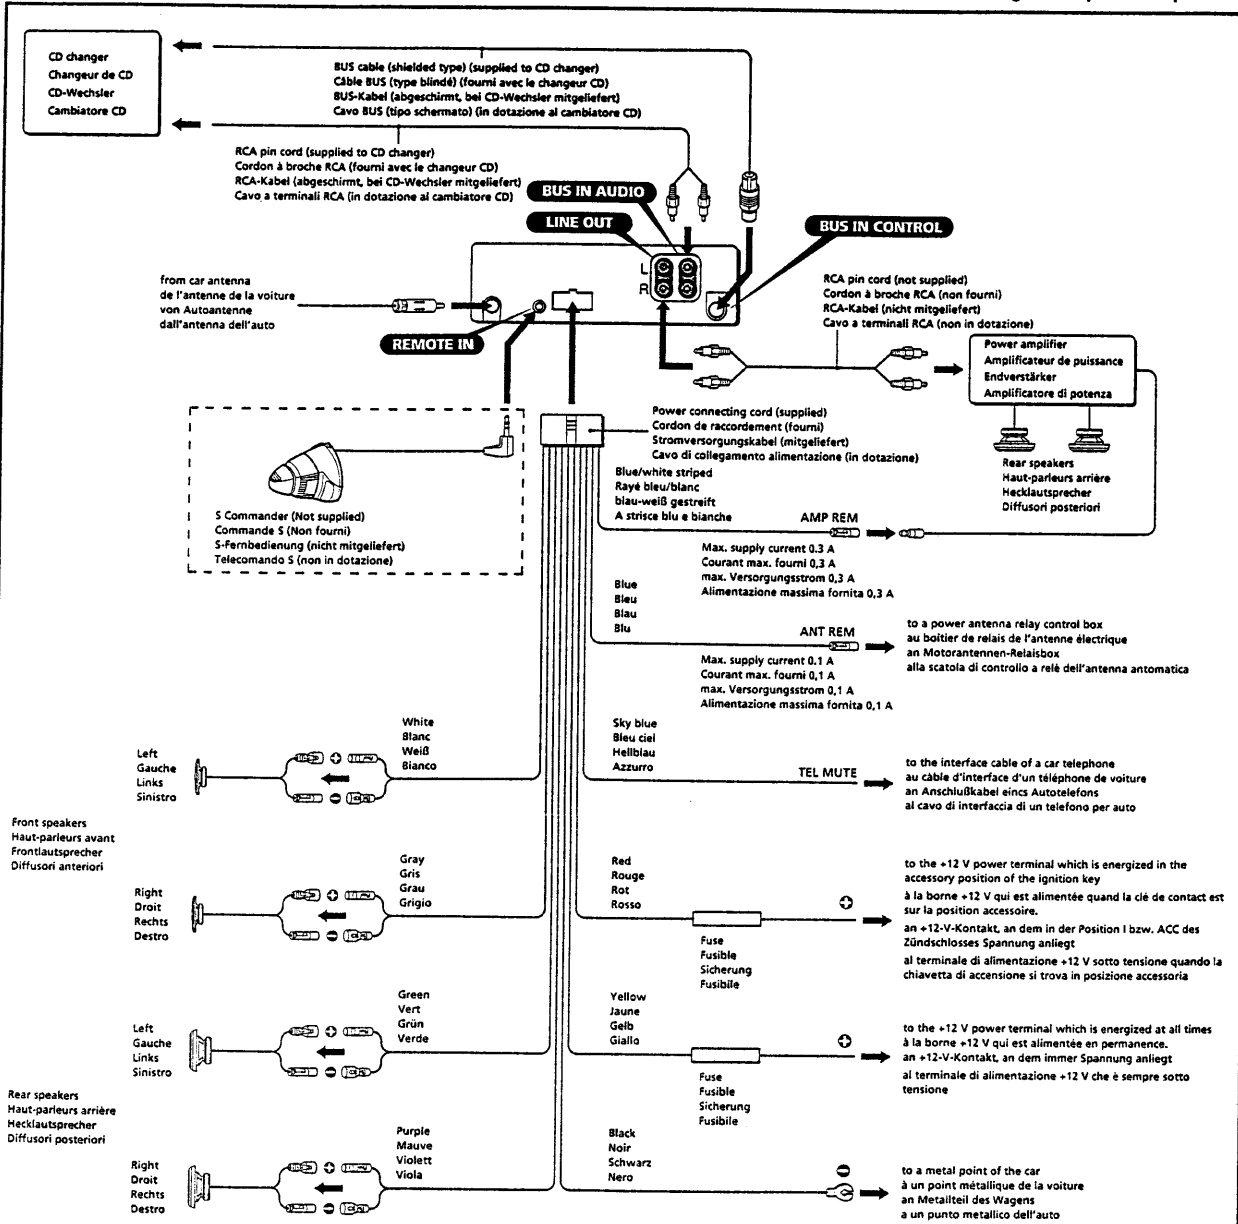 CD changer
Changeur de CD
CD-Wechsler
Cambiatore CD
BUS cable (shielded type) (supplied to CD changer)
Câble BUS (type blindé) (fourni avec le changeur CD)
BUS-Kabel (abgeschirmt, bei CD-Wechsler mitgeliefert)
Cavo BUS (tipo schermato) (in dotazione al cambiatore CD)
RCA pin cord (supplied to CD changer)
Cordon à broche RCA (fourni avec le changeur CD)
RCA-Kabel (abgeschirmt, bei CD-Wechsler mitgeliefert)
Cavo a terminali RCA (in dotazione al cambiatore CD)
BUS IN AUDIO
LINE OUT
BUS IN CONTROL
L
R
from car antenna
de l'antenne de la voiture
von Autoantenne
dall'antenna dell'auto
REMOTE IN
RCA pin cord (not supplied)
Cordon à broche RCA (non fourni)
RCA-Kabel (nicht mitgeliefert)
Cavo a terminali RCA (non in dotazione)
Power amplifier
Amplificateur de puissance
Endverstärker
Amplificatore di potenza
Rear speakers
Haut-parleurs arrière
Hecklautsprecher
Diffusori posteriori
Power connecting cord (supplied)
Cordon de raccordement (fourni)
Stromversorgungskabel (mitgeliefert)
Cavo di collegamento alimentazione (in dotazione)
S Commander (Not supplied)
Commande S (Non fourni)
S-Fernbedienung (nicht mitgeliefert)
Telecomando S (non in dotazione)
Blue/white striped
Rayé bleu/blanc
blau-weiß gestreift
A strisce blu e bianche
AMP REM
Max. supply current 0.3 A
Courant max. fourni 0,3 A
max. Versorgungsstrom 0,3 A
Alimentazione massima fornita 0,3 A
Blue
Bleu
Blau
Blu
ANT REM
Max. supply current 0.1 A
Courant max. fourni 0,1 A
max. Versorgungsstrom 0,1 A
Alimentazione massima fornita 0,1 A
to a power antenna relay control box
au boîtier de relais de l'antenne électrique
an Motorantennen-Relaisbox
alla scatola di controllo a relè dell'antenna antomatica
White
Blanc
Weiß
Bianco
Left
Gauche
Links
Sinistro
Sky blue
Bleu ciel
Hellblau
Azzurro
TEL MUTE
to the interface cable of a car telephone
au câble d'interface d'un téléphone de voiture
an Anschlußkabel eincs Autotelefons
al cavo di interfaccia di un telefono per auto
Front speakers
Haut-parleurs avant
Frontlautsprecher
Diffusori anteriori
Gray
Gris
Grau
Grigio
Right
Droit
Rechts
Destro
Red
Rouge
Rot
Rosso
Fuse
Fusible
Sicherung
Fusibile
to the +12 V power terminal which is energized in the
accessory position of the ignition key
à la borne +12 V qui est alimentée quand la clé de contact est
sur la position accessoire.
an +12-V-Kontakt, an dem in der Position I bzw. ACC des
Zündschlosses Spannung anliegt
al terminale di alimentazione +12 V sotto tensione quando la
chiavetta di accensione si trova in posizione accessoria
Green
Vert
Grün
Verde
Left
Gauche
Links
Sinistro
Yellow
Jaune
Gelb
Giallo
Fuse
Fusible
Sicherung
Fusibile
to the +12 V power terminal which is energized at all times
à la borne +12 V qui est alimentée en permanence.
an +12-V-Kontakt, an dem immer Spannung anliegt
al terminale di alimentazione +12 V che è sempre sotto
tensione
Rear speakers
Haut-parleurs arrière
Hecklautsprecher
Diffusori posteriori
Purple
Mauve
Violett
Viola
Right
Droit
Rechts
Destro
Black
Noir
Schwarz
Nero
to a metal point of the car
à un point métallique de la voiture
an Metallteil des Wagens
a un punto metallico dell'auto